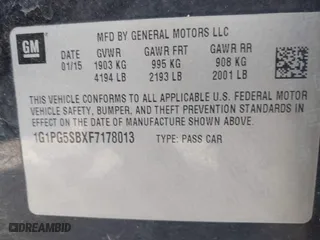 GM
MFD BY GENERAL MOTORS LLC
DATE GVWR GAWR FRT GAWR RR
01/15 1903 KG 995 KG 908 KG
4194 LB 2193 LB 2001 LB
THIS VEHICLE CONFORMS TO ALL APPLICABLE U.S. FEDERAL MOTOR
VEHICLE SAFETY, BUMPER, AND THEFT PREVENTION STANDARDS IN
EFFECT ON THE DATE OF MANUFACTURE SHOWN ABOVE.
1G1PG5SBXF7178013 TYPE: PASS CAR